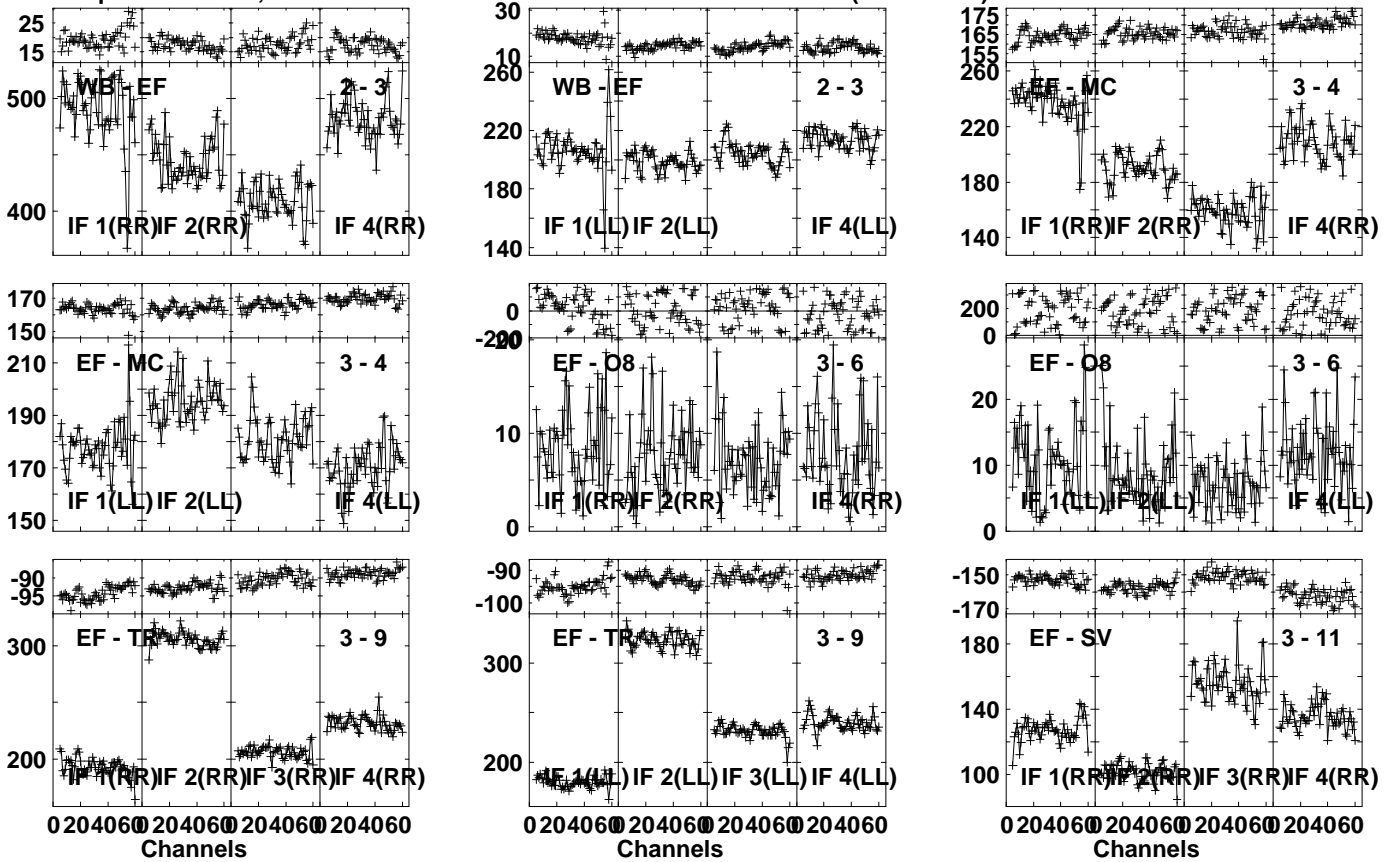 25
15
WB - EF
2 - 3
500
400
IF 1(RR)
IF 2(RR)
IF 4(RR)
30
10
260
WB - EF
2 - 3
220
180
140
IF 1(LL)
IF 2(LL)
IF 4(LL)
175
165
155
260
EF - MC
3 - 4
220
180
140
IF 1(RR)
IF 2(RR)
IF 4(RR)
170
150
210
EF - MC
3 - 4
190
170
150
IF 1(LL)
IF 2(LL)
IF 4(LL)
0
-200
20
EF - O8
3 - 6
10
0
IF 1(RR)
IF 2(RR)
IF 4(RR)
200
0
EF - O8
3 - 6
20
10
0
IF 1(LL)
IF 2(LL)
IF 4(LL)
-90
-95
EF - TR
3 - 9
300
200
IF 1(RR)
IF 2(RR)
IF 3(RR)
IF 4(RR)
0 20 40 60 0 20 40 60 0 20 40 60 0 20 40 60
Channels
-90
-100
EF - TR
3 - 9
300
200
IF 1(LL)
IF 2(LL)
IF 3(LL)
IF 4(LL)
0 20 40 60 0 20 40 60 0 20 40 60 0 20 40 60
Channels
-150
-170
EF - SV
3 - 11
180
140
100
IF 1(RR)
IF 2(RR)
IF 3(RR)
IF 4(RR)
0 20 40 60 0 20 40 60 0 20 40 60 0 20 40 60
Channels